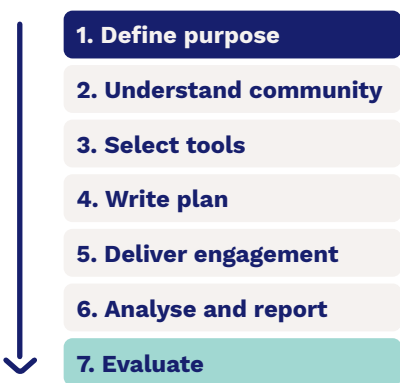 1. Define purpose
2. Understand community
3. Select tools
4. Write plan
5. Deliver engagement
6. Analyse and report
7. Evaluate